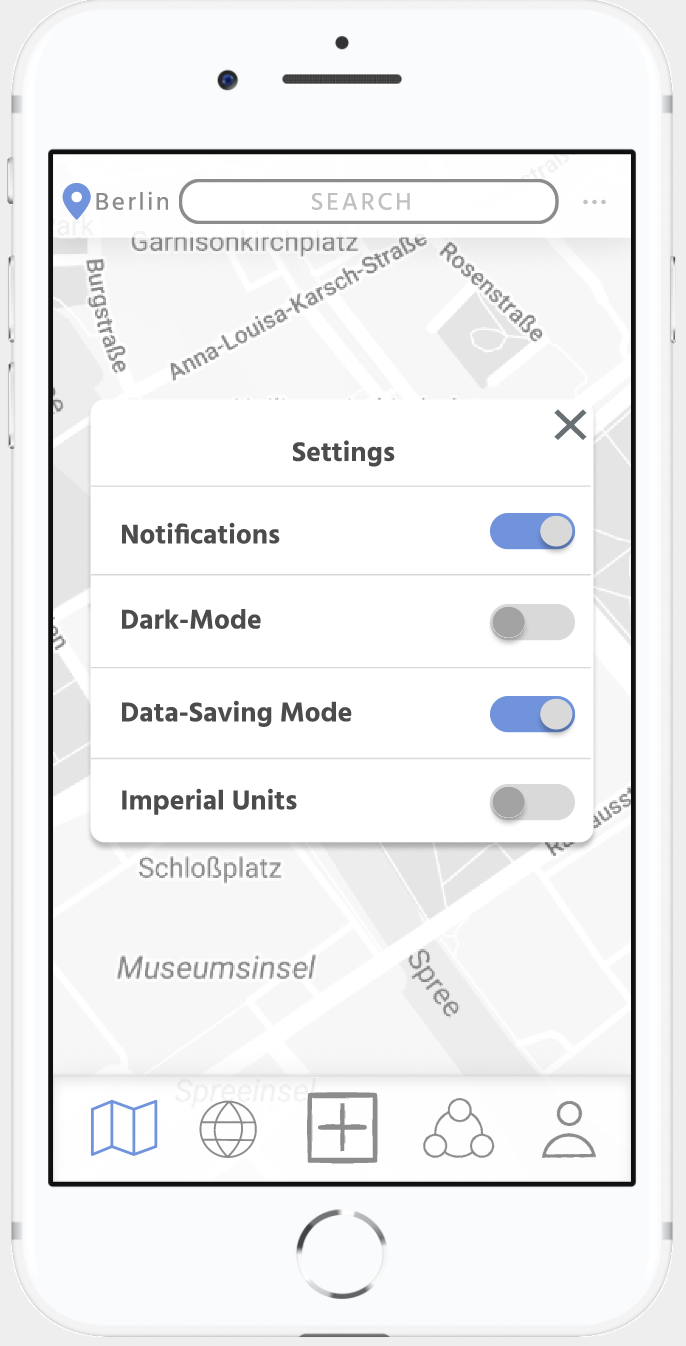 Berlin
SEARCH
...
Garnisonkirchplatz
Anna-Louisa-Karsch-Straße
Rosenstraße
Burgstraße
Settings
Notifications
Dark-Mode
Data-Saving Mode
Imperial Units
Schloßplatz
Museumsinsel
Spree
Spreeinsel